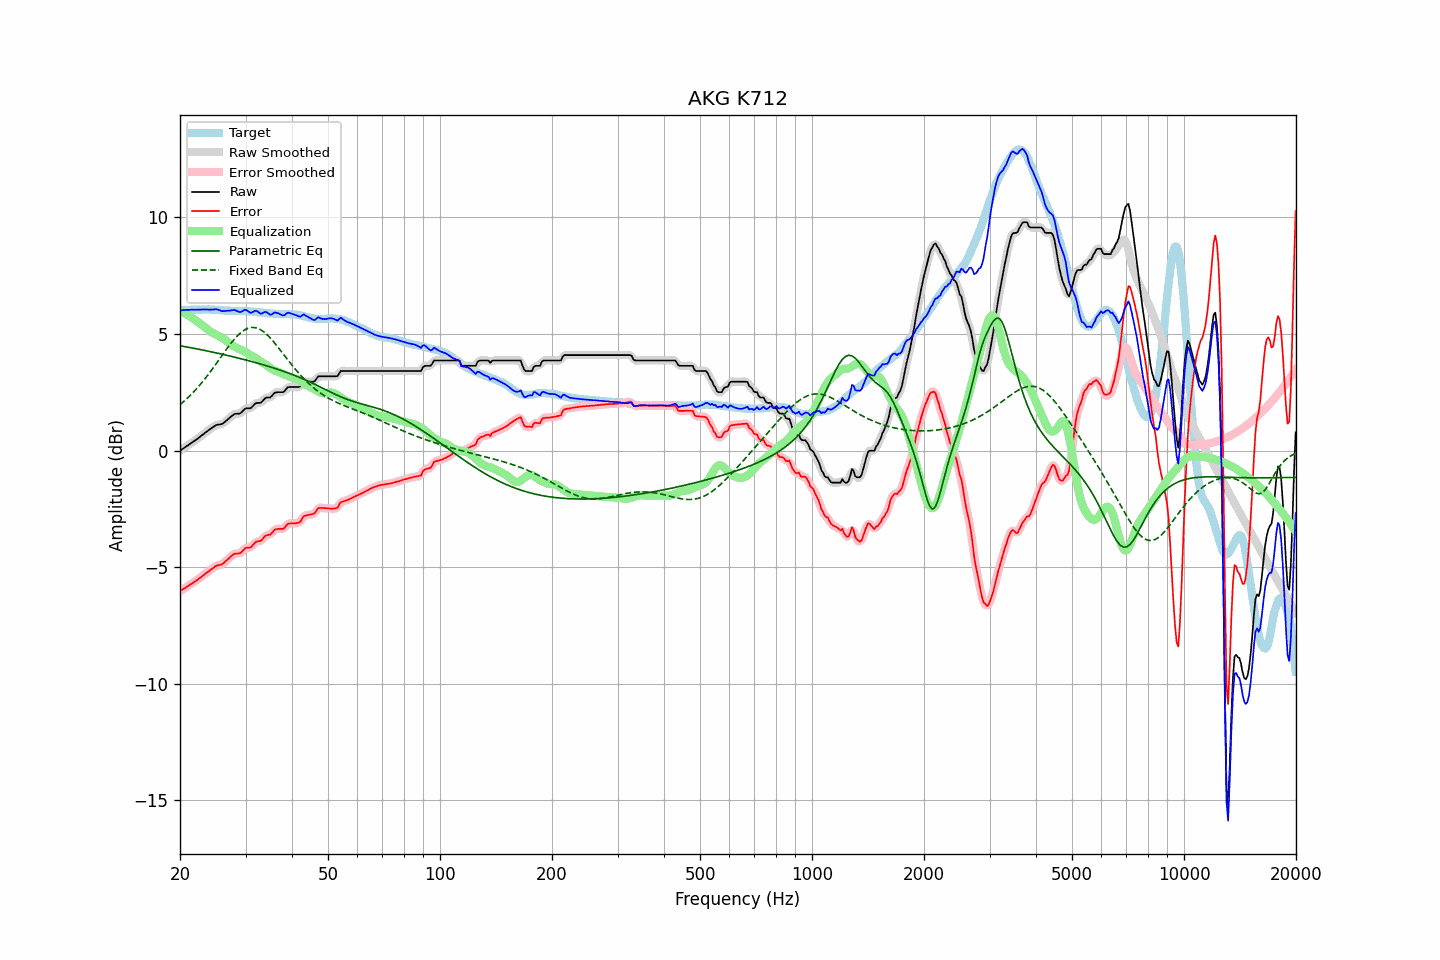 AKG K712
Target
Raw Smoothed
Error Smoothed
Raw
Error
Equalization
Parametric Eq
Fixed Band Eq
Equalized
10
5
0
−5
−10
−15
Amplitude (dBr)
20 50 100 200 500 1000 2000 5000 10000 20000
Frequency (Hz)